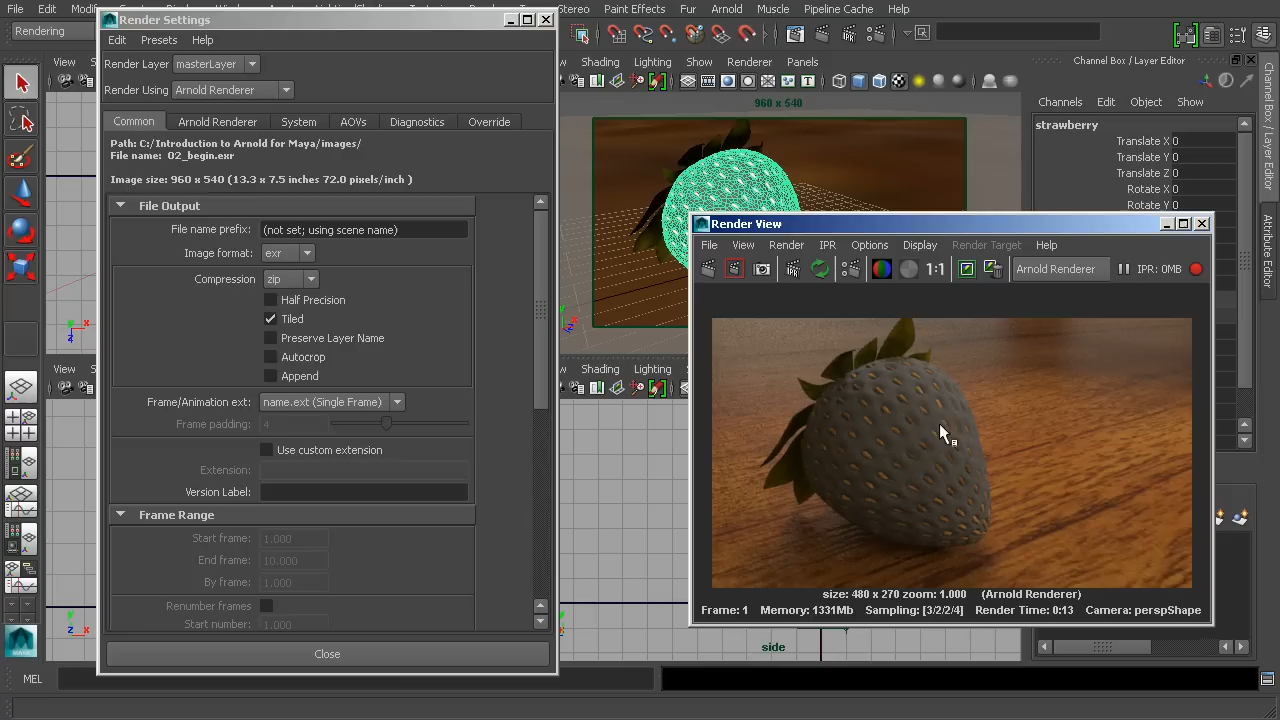 File
Edit
Stereo
Paint Effects
Fur
Arnold
Muscle
Pipeline Cache
Help
Rendering
Render Settings
Edit
Presets
Help
Render Layer
masterLayer
Render Using
Arnold Renderer
Common
Arnold Renderer
System
AOVs
Diagnostics
Override
Path: C:/Introduction to Arnold for Maya/images/
File name: 02_begin.exr
Image size: 960 x 540 (13.3 x 7.5 inches 72.0 pixels/inch )
File Output
File name prefix:
(not set; using scene name)
Image format:
exr
Compression
zip
Half Precision
Tiled
Preserve Layer Name
Autocrop
Append
Frame/Animation ext:
name.ext (Single Frame)
Frame padding:
4
Use custom extension
Extension:
Version Label:
Frame Range
Start frame:
1.000
End frame:
10.000
By frame:
1.000
Renumber frames
Start number:
1.000
Close
View
Shading
Lighting
Show
Renderer
Panels
960 x 540
View
Shading
side
Channel Box / Layer Editor
Channels
Edit
Object
Show
strawberry
Translate X 0
Translate Y 0
Translate Z 0
Rotate X 0
Rotate Y 0
Channel Box / Layer Editor
Attribute Editor
Render View
File
View
Render
IPR
Options
Display
Render Target
Help
1:1
Arnold Renderer
IPR: 0MB
size: 480 x 270 zoom: 1.000 (Arnold Renderer)
Frame: 1 Memory: 1331Mb Sampling: [3/2/2/4] Render Time: 0:13 Camera: perspShape
MEL